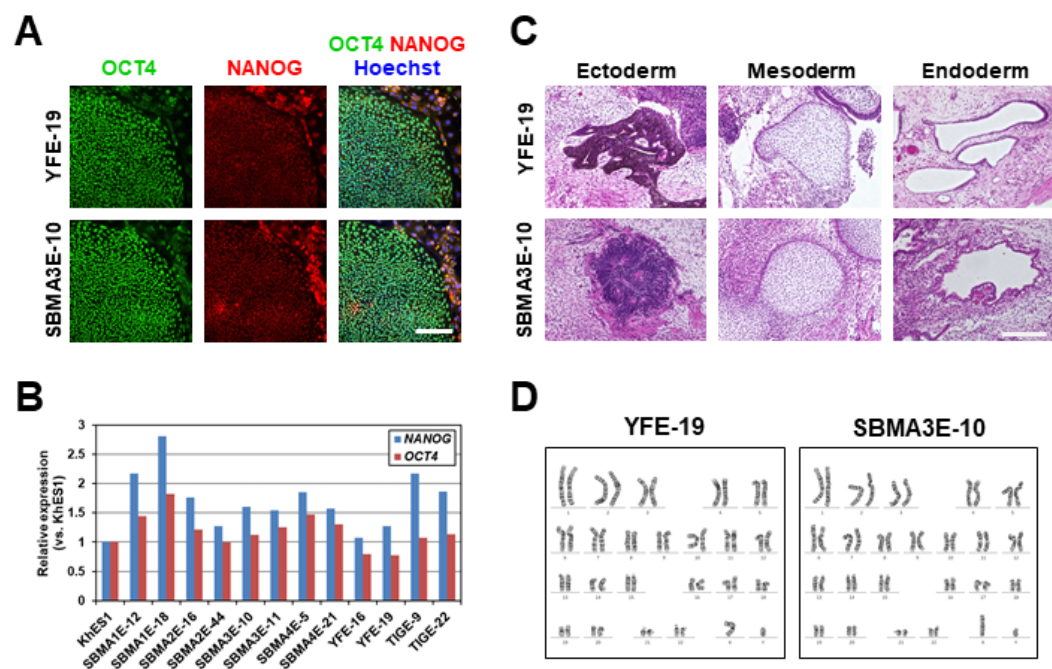 A
OCT4
NANOG
OCT4 NANOG
Hoechst
YFE-19
SBMA3E-10
C
Ectoderm
Mesoderm
Endoderm
YFE-19
SBMA3E-10
B
Relative expression
(vs. KhES1)
3
2.5
2
1.5
1
0.5
0
NANOG
OCT4
KhES1
SBMA1E-12
SBMA1E-18
SBMA2E-16
SBMA2E-44
SBMA3E-10
SBMA3E-11
SBMA4E-5
SBMA4E-21
YFE-16
YFE-19
TIGE-9
TIGE-22
D
YFE-19
SBMA3E-10